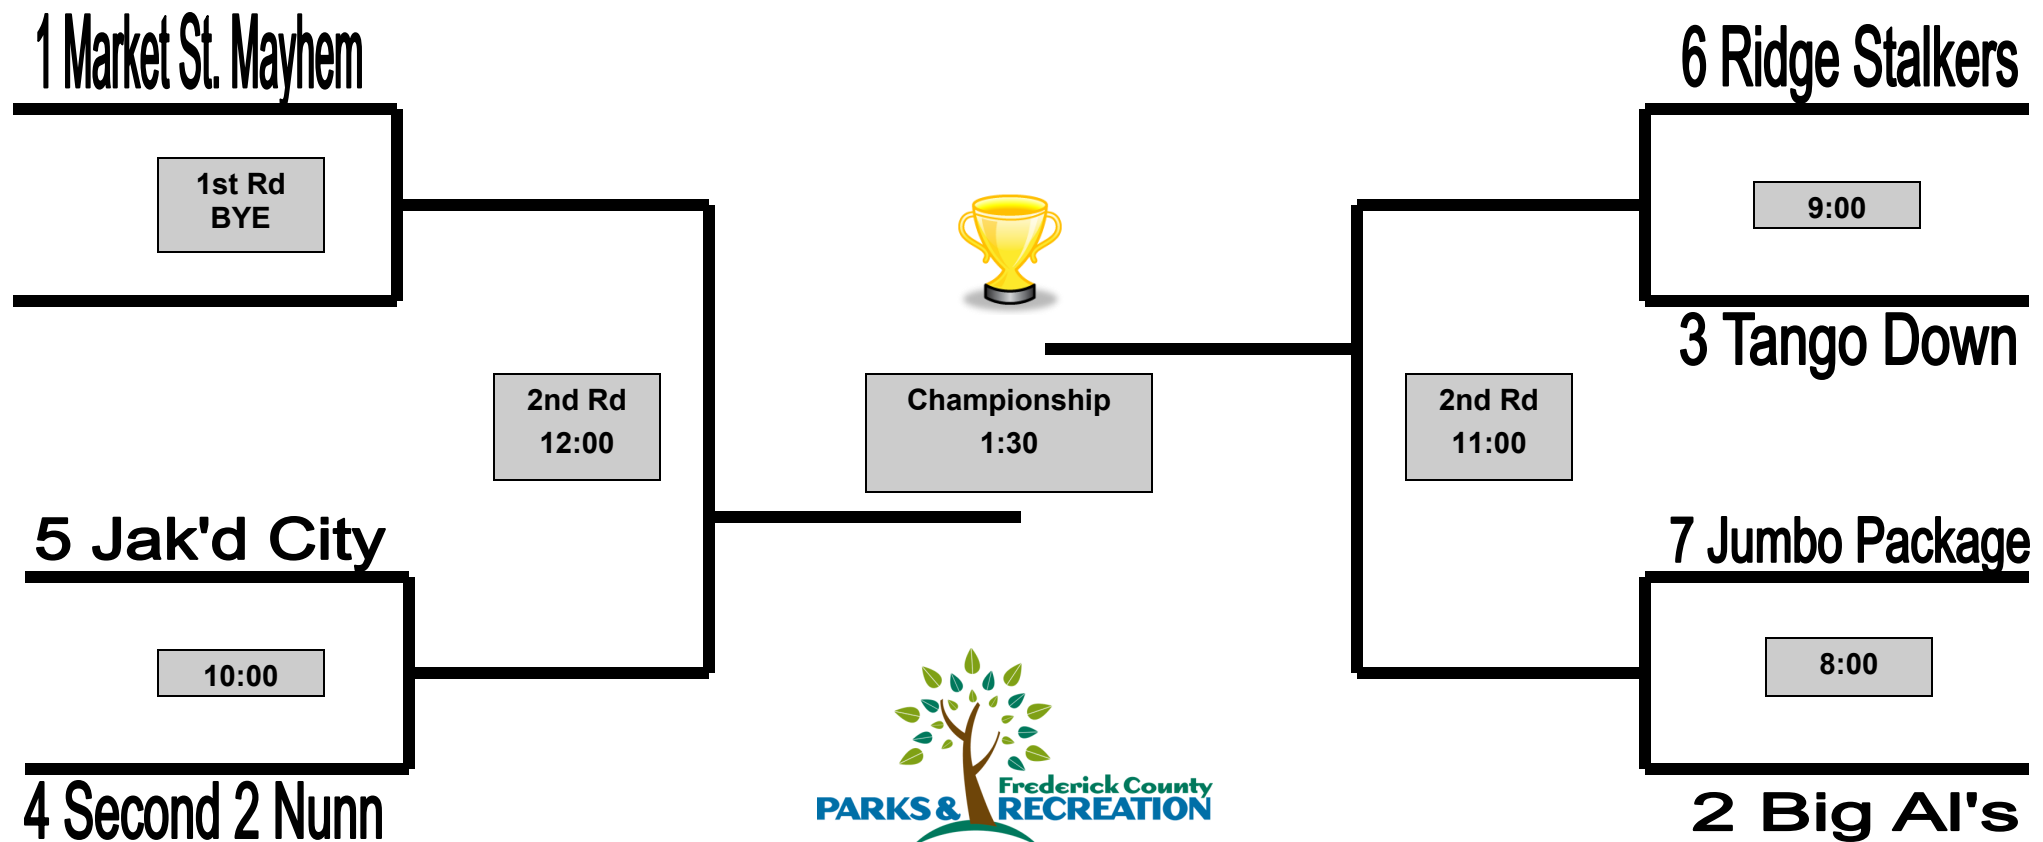 1 Market St. Mayhem
6 Ridge Stalkers
1st Rd
BYE
9:00
3 Tango Down
2nd Rd
12:00
Championship
1:30
2nd Rd
11:00
5 Jak'd City
7 Jumbo Package
10:00
8:00
4 Second 2 Nunn
Frederick County
PARKS & RECREATION
2 Big Al's